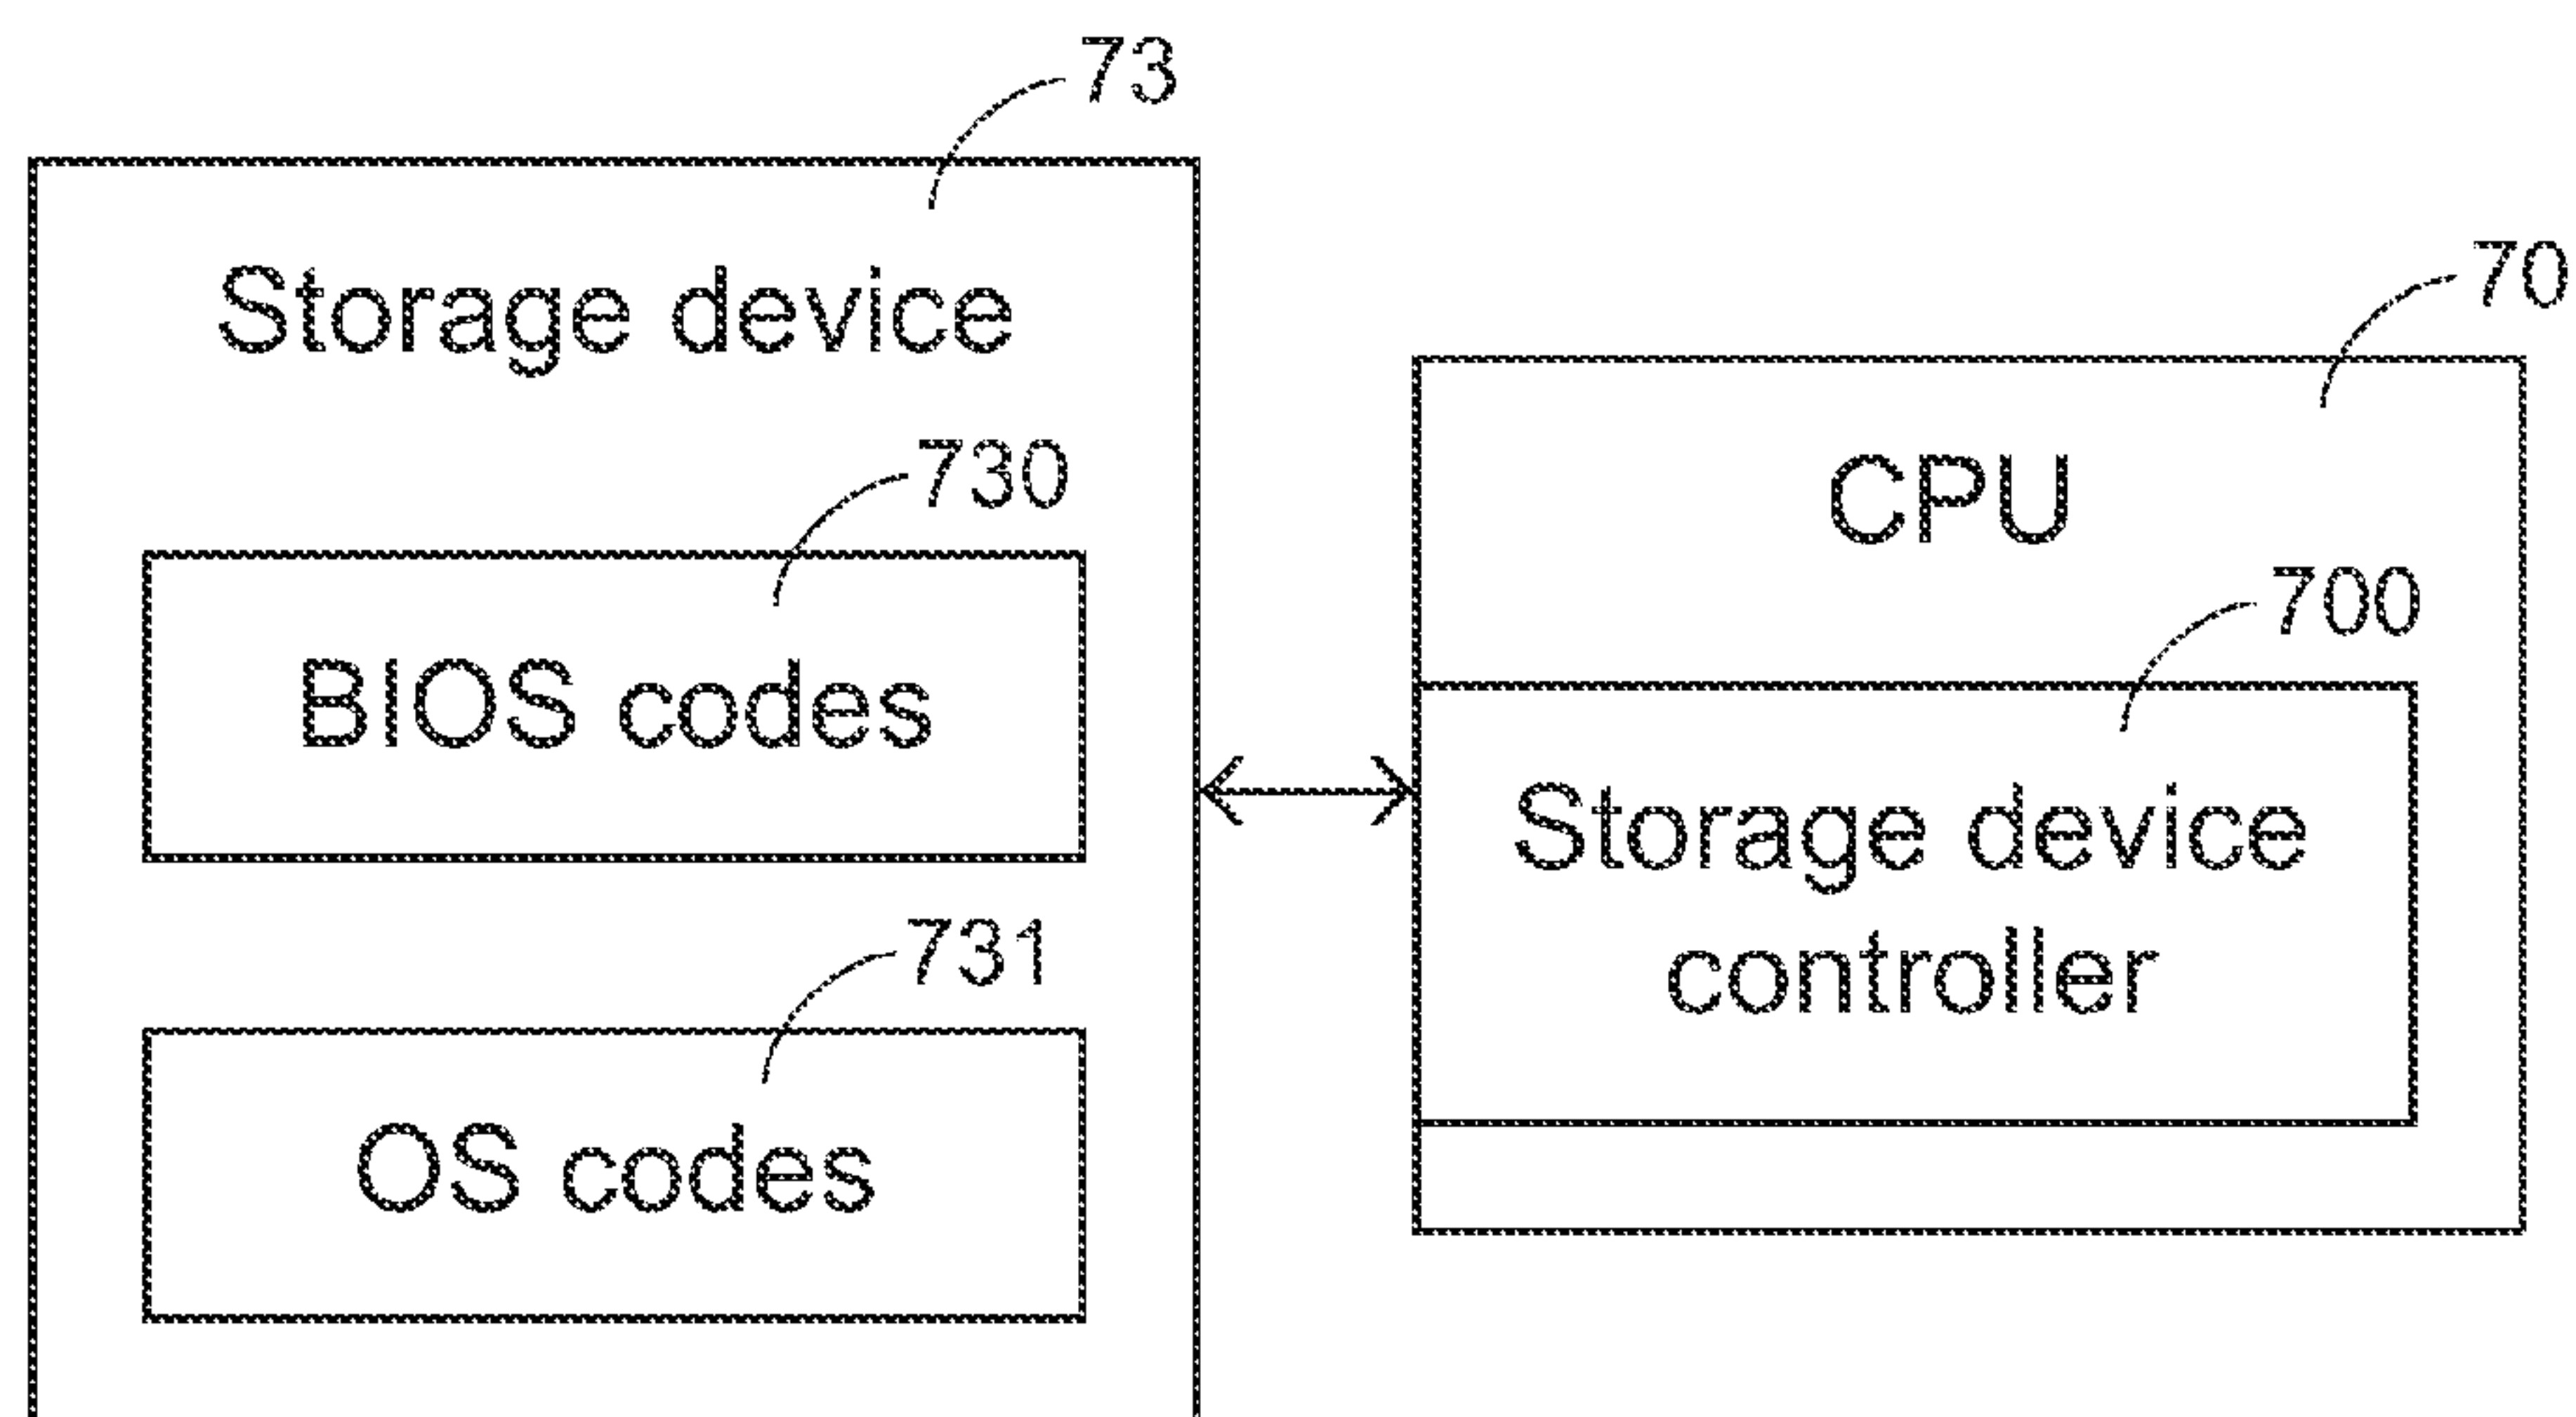 73
Storage device
730
BIOS codes
731
OS codes
70
CPU
700
Storage device
controller